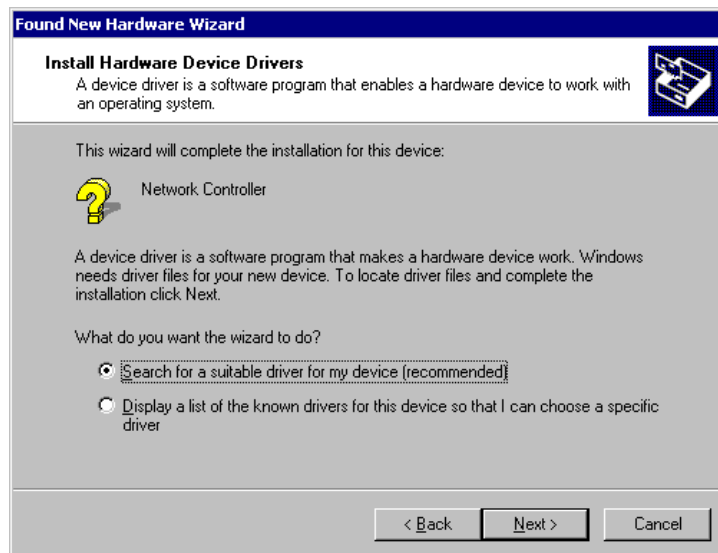 Found New Hardware Wizard
Install Hardware Device Drivers
A device driver is a software program that enables a hardware device to work with
an operating system.
This wizard will complete the installation for this device:
Network Controller
A device driver is a software program that makes a hardware device work. Windows
needs driver files for your new device. To locate driver files and complete the
installation click Next.
What do you want the wizard to do?
Search for a suitable driver for my device (recommended)
Display a list of the known drivers for this device so that I can choose a specific
driver
< Back Next > Cancel